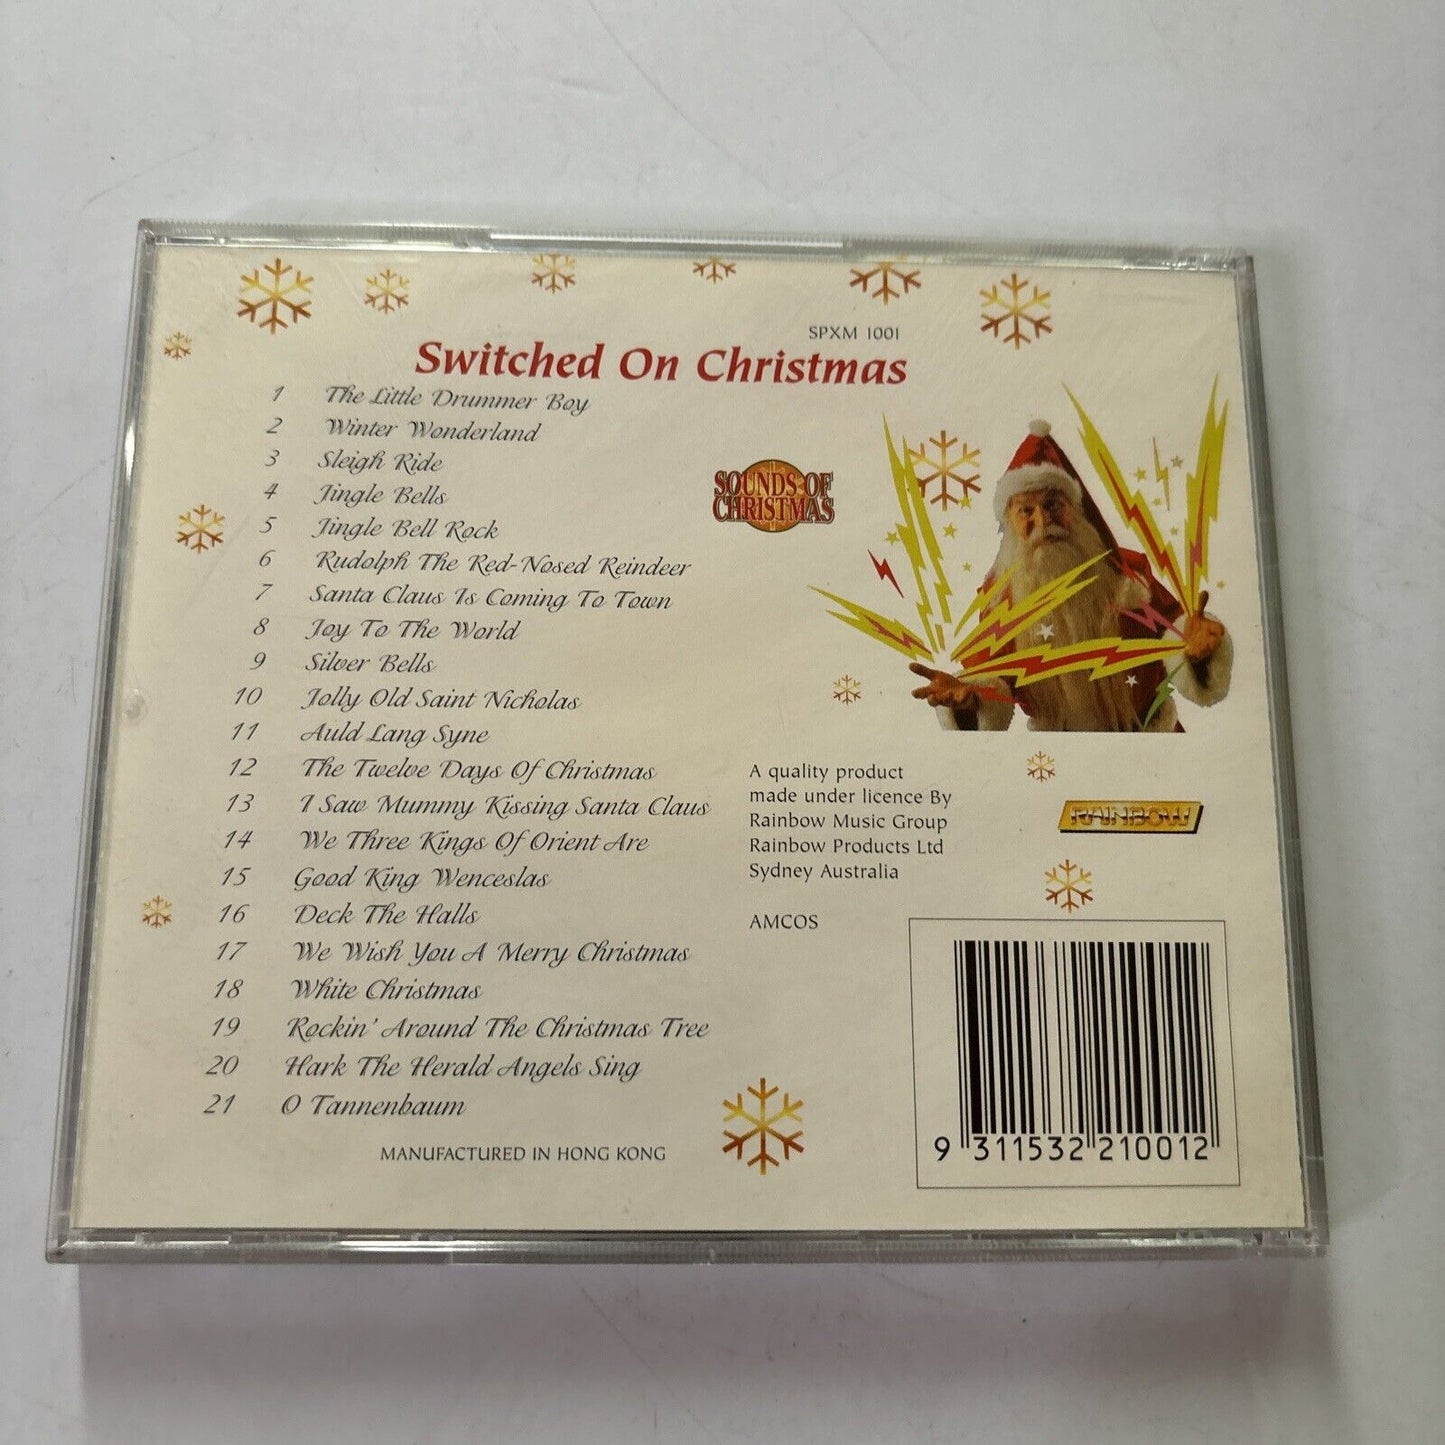 SPXM 1001
Switched On Christmas
1 The Little Drummer Boy
2 Winter Wonderland
3 Sleigh Ride
4 Jingle Bells
5 Jingle Bell Rock
6 Rudolph The Red-Nosed Reindeer
7 Santa Claus Is Coming To Town
8 Joy To The World
9 Silver Bells
10 Jolly Old Saint Nicholas
11 Auld Lang Syne
12 The Twelve Days Of Christmas
13 I Saw Mummy Kissing Santa Claus
14 We Three Kings Of Orient Are
15 Good King Wenceslas
16 Deck The Halls
17 We Wish You A Merry Christmas
18 White Christmas
19 Rockin' Around The Christmas Tree
20 Hark The Herald Angels Sing
21 O Tannenbaum
MANUFACTURED IN HONG KONG
SOUNDS OF
CHRISTMAS
A quality product
made under licence By
Rainbow Music Group
Rainbow Products Ltd
Sydney Australia
AMCOS
RAINBOW
9 311532 210012